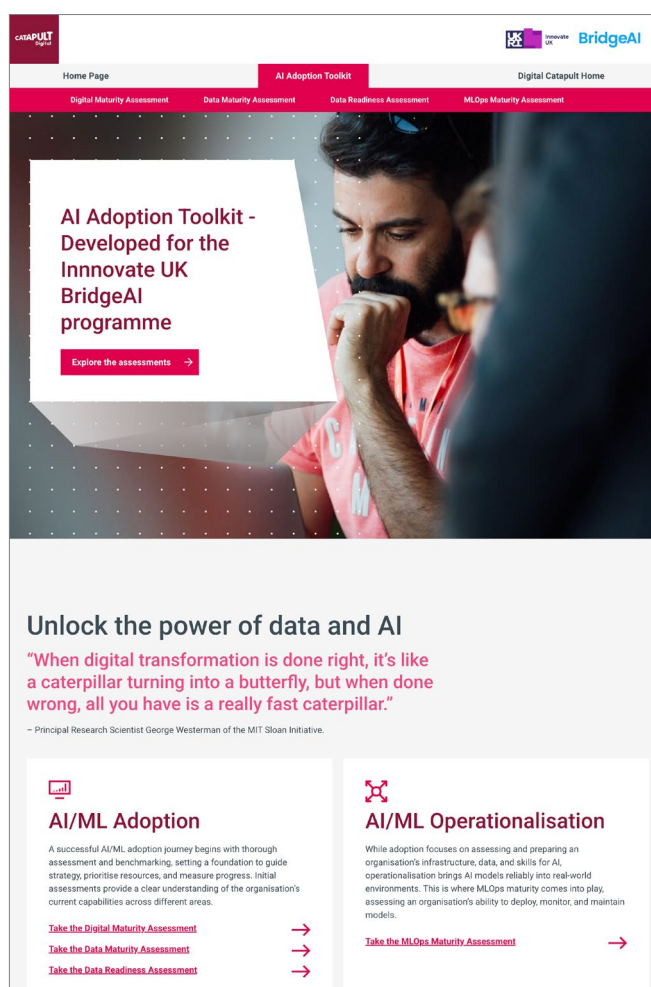 CATAPULT
Digital
UK
RI
Innovate
UK
BridgeAI
Home Page
AI Adoption Toolkit
Digital Catapult Home
Digital Maturity Assessment
Data Maturity Assessment
Data Readiness Assessment
MLOps Maturity Assessment
AI Adoption Toolkit -
Developed for the
Innnovate UK
BridgeAI
programme
Explore the assessments
Unlock the power of data and AI
“When digital transformation is done right, it’s like
a caterpillar turning into a butterfly, but when done
wrong, all you have is a really fast caterpillar.”
– Principal Research Scientist George Westerman of the MIT Sloan Initiative.
AI/ML Adoption
A successful AI/ML adoption journey begins with thorough
assessment and benchmarking, setting a foundation to guide
strategy, prioritise resources, and measure progress. Initial
assessments provide a clear understanding of the organisation’s
current capabilities across different areas.
Take the Digital Maturity Assessment
Take the Data Maturity Assessment
Take the Data Readiness Assessment
AI/ML Operationalisation
While adoption focuses on assessing and preparing an
organisation’s infrastructure, data, and skills for AI,
operationalisation brings AI models reliably into real-world
environments. This is where MLOps maturity comes into play,
assessing an organisation’s ability to deploy, monitor, and maintain
models.
Take the MLOps Maturity Assessment